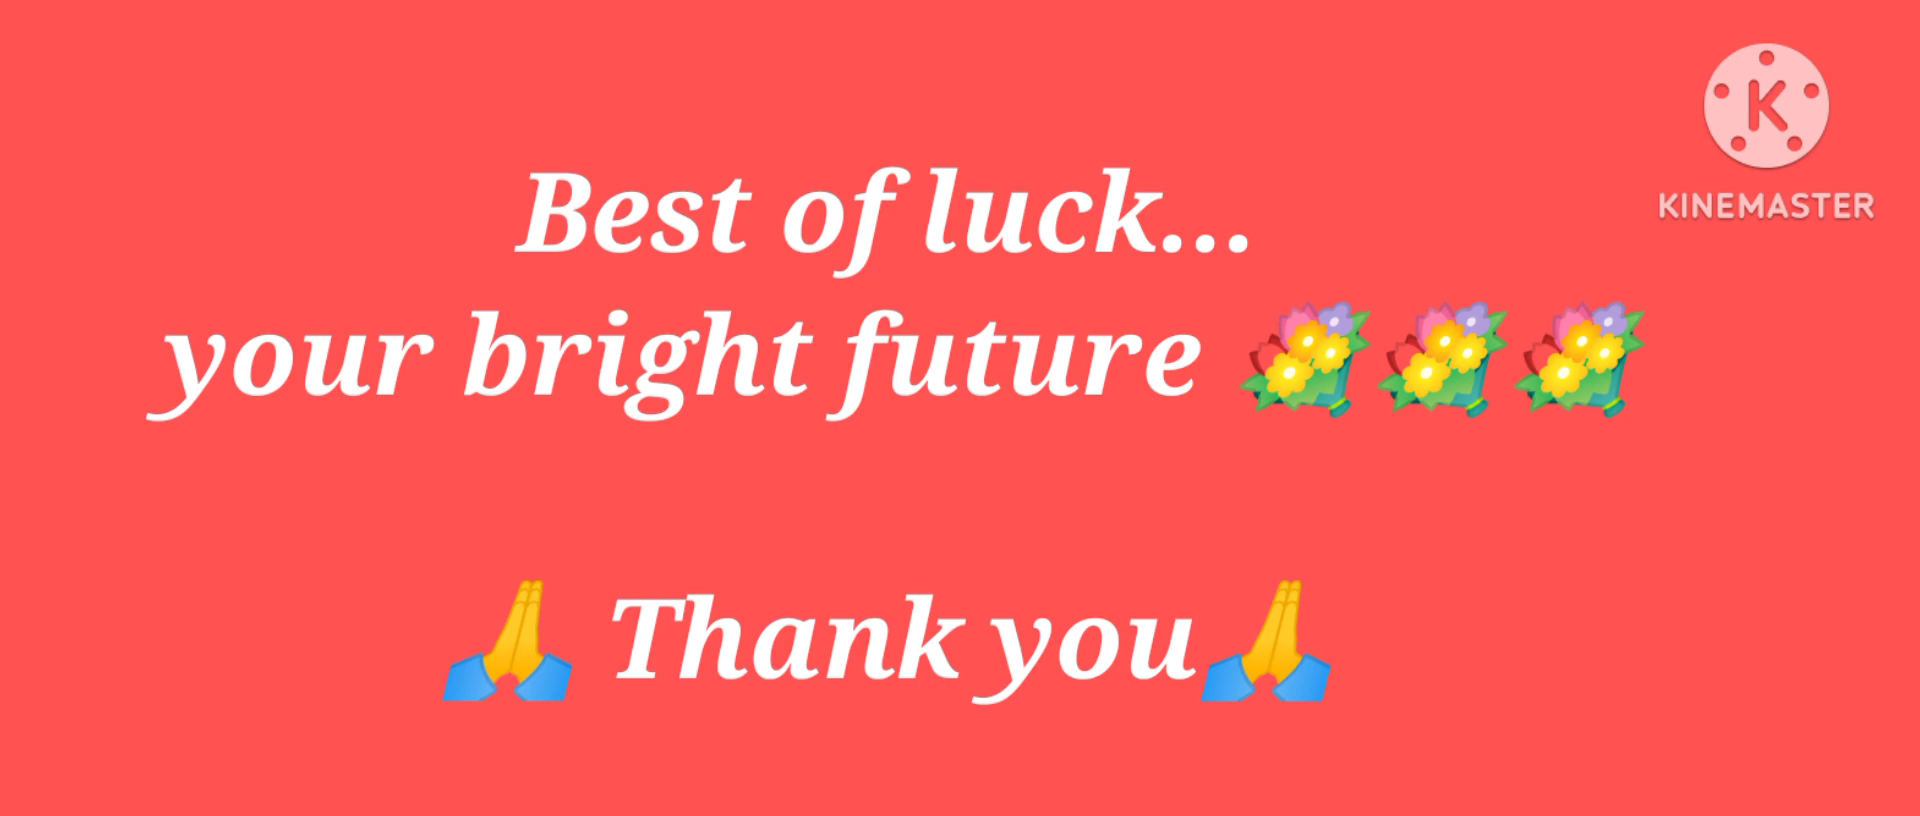 K
KINEMASTER
Best of luck...
your bright future 💐💐💐
🙏 Thank you🙏